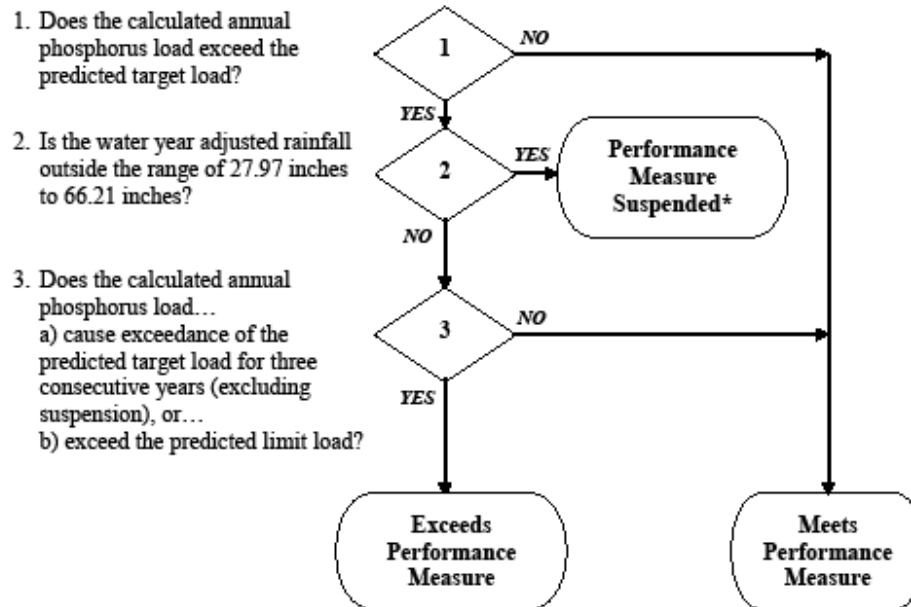 1. Does the calculated annual
phosphorus load exceed the
predicted target load?
1
NO
YES
2. Is the water year adjusted rainfall
outside the range of 27.97 inches
to 66.21 inches?
2
YES
Performance
Measure
Suspended*
NO
3. Does the calculated annual
phosphorus load…
a) cause exceedance of the
predicted target load for three
consecutive years (excluding
suspension), or…
b) exceed the predicted limit load?
3
NO
YES
Exceeds
Performance
Measure
Meets
Performance
Measure